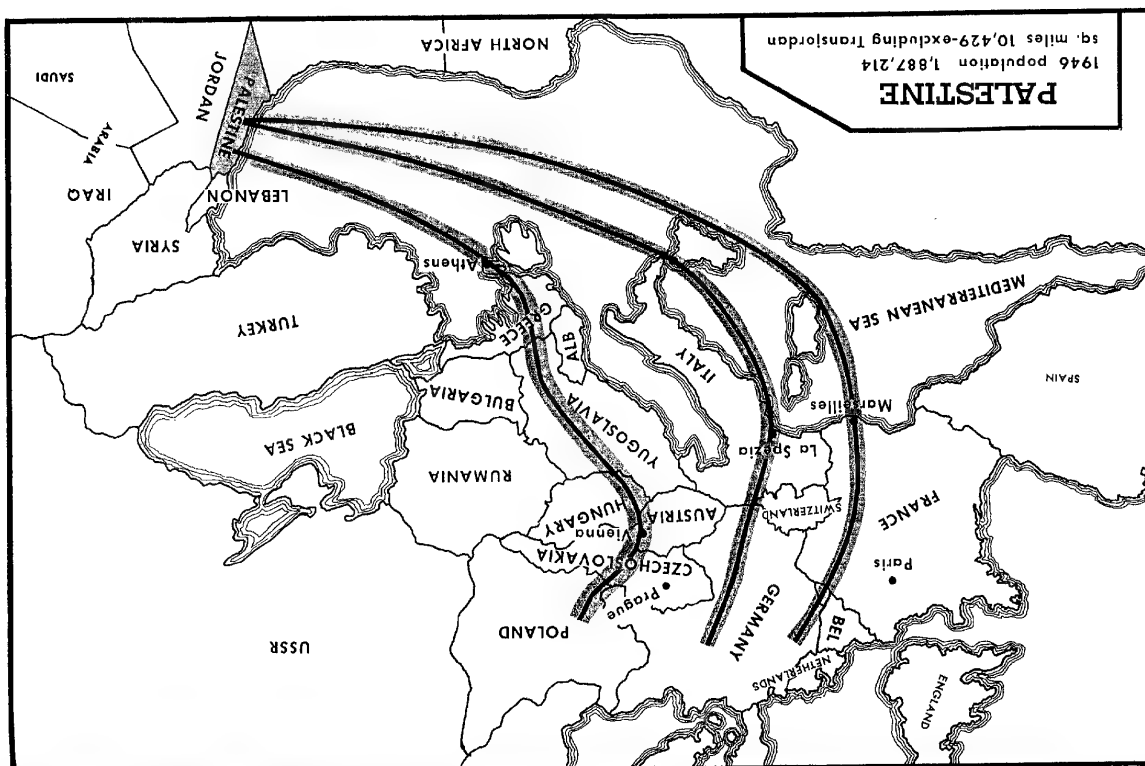 ENGLAND
NETHERLANDS
BEL
GERMANY
POLAND
USSR
Paris
Prague
CZECHOSLOVAKIA
FRANCE
SWITZERLAND
AUSTRIA
Vienna
HUNGARY
RUMANIA
La Spezia
YUGOSLAVIA
BLACK SEA
Marseilles
SPAIN
ITALY
ALB
BULGARIA
GREECE
TURKEY
MEDITERRANEAN SEA
Athens
SYRIA
LEBANON
IRAQ
PALESTINE
JORDAN
ARABIA
SAUDI
NORTH AFRICA
PALESTINE
1946 population 1,887,214
sq. miles 10,429-excluding Transjordan